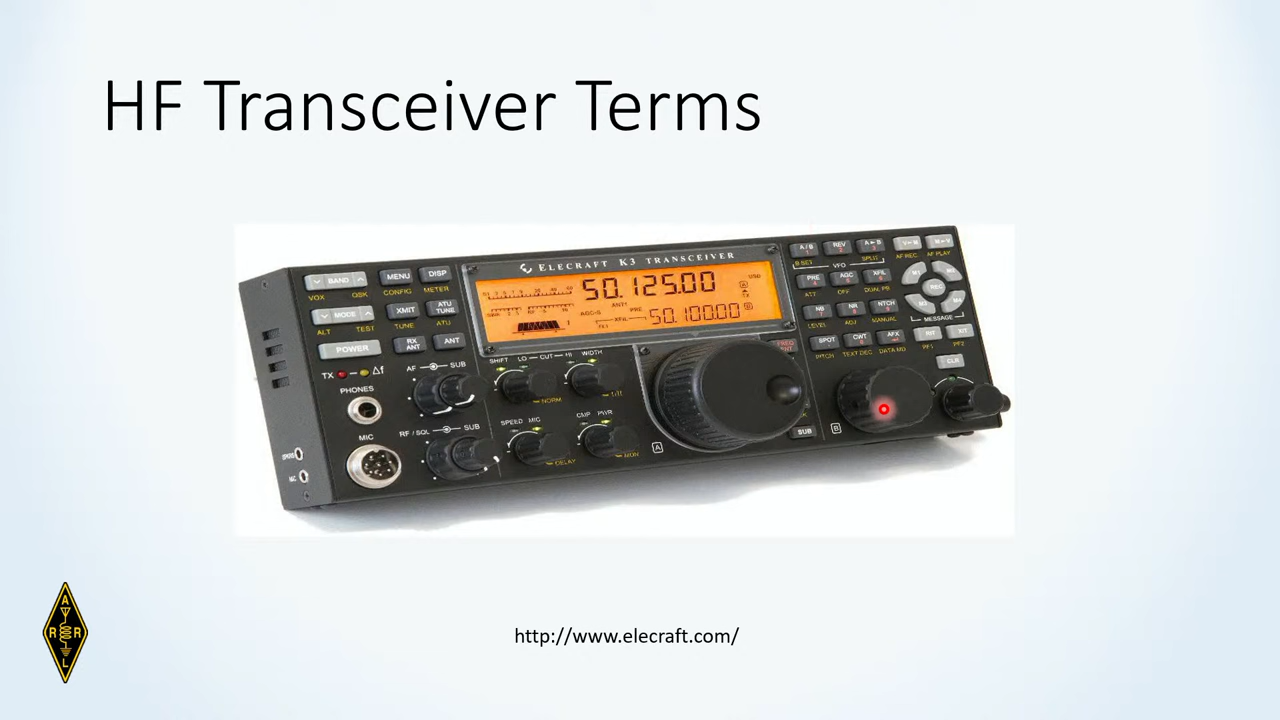 HF Transceiver Terms
ELECRAFT K3 TRANSCEIVER
50.125.00
50.100.00
BAND
MENU
DISP
VOX
QSK
CONFIG
METER
MODE
XMIT
ATU TUNE
ALT
TEST
TUNE
ATU
POWER
RX ANT
ANT
TX
Δf
PHONES
AF
SUB
MIC
RF / SQL
SUB
SHIFT
LO
CUT
HI
WIDTH
NORM
SPEED
MIC
CMP
PWR
DELAY
MON
A
SUB
B
A/B
REV
SPLIT
VFO
AF REC
AF PLAY
PRE
AGC
XFIL
ATT
OFF
DUAL PB
REC
NB
NR
NTCH
LEVEL
ADJ
MANUAL
MESSAGE
SPOT
CWT
AFX
PITCH
TEXT DEC
DATA MD
PF1
PF2
CLR
http://www.elecraft.com/
A
R R
L